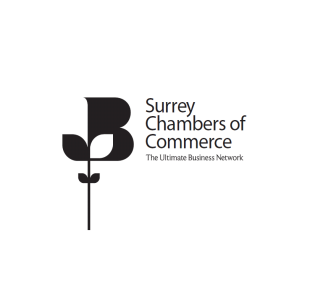 Surrey
Chambers of
Commerce
The Ultimate Business Network